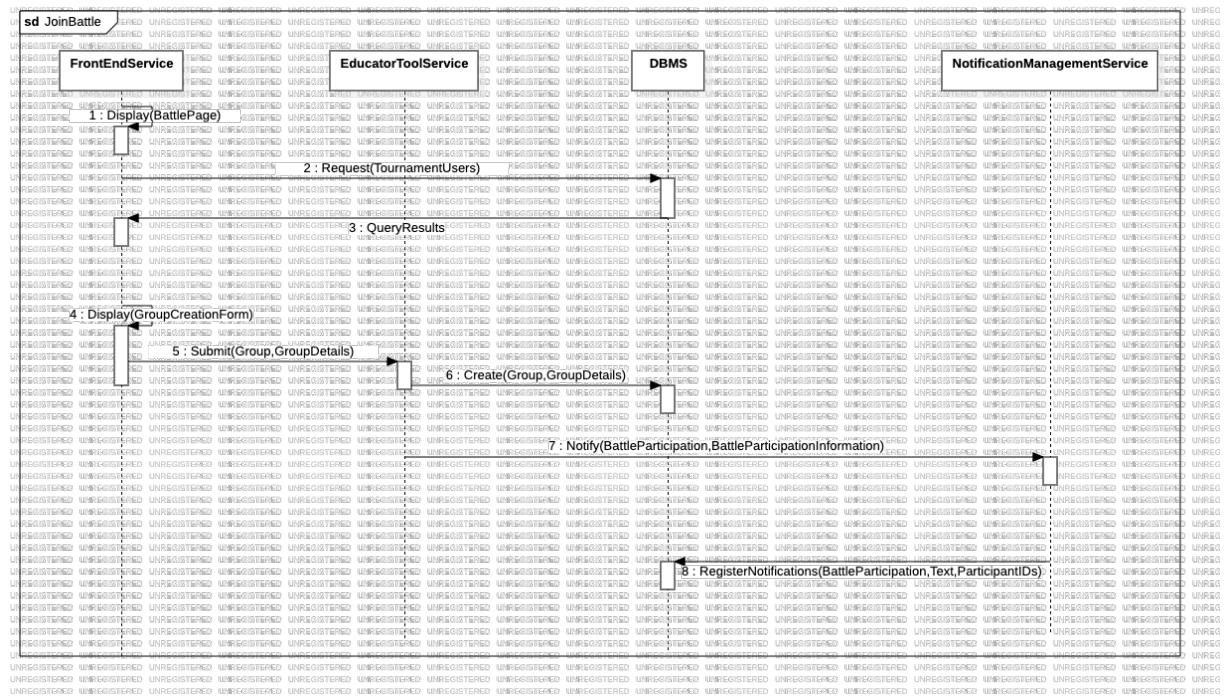 sd JoinBattle
FrontEndService
EducatorToolService
DBMS
NotificationManagementService
1 : Display(BattlePage)
2 : Request(TournamentUsers)
3 : QueryResults
4 : Display(GroupCreationForm)
5 : Submit(Group,GroupDetails)
6 : Create(Group,GroupDetails)
7 : Notify(BattleParticipation,BattleParticipationInformation)
8 : RegisterNotifications(BattleParticipation,Text,ParticipantIDs)
UNREGISTERED